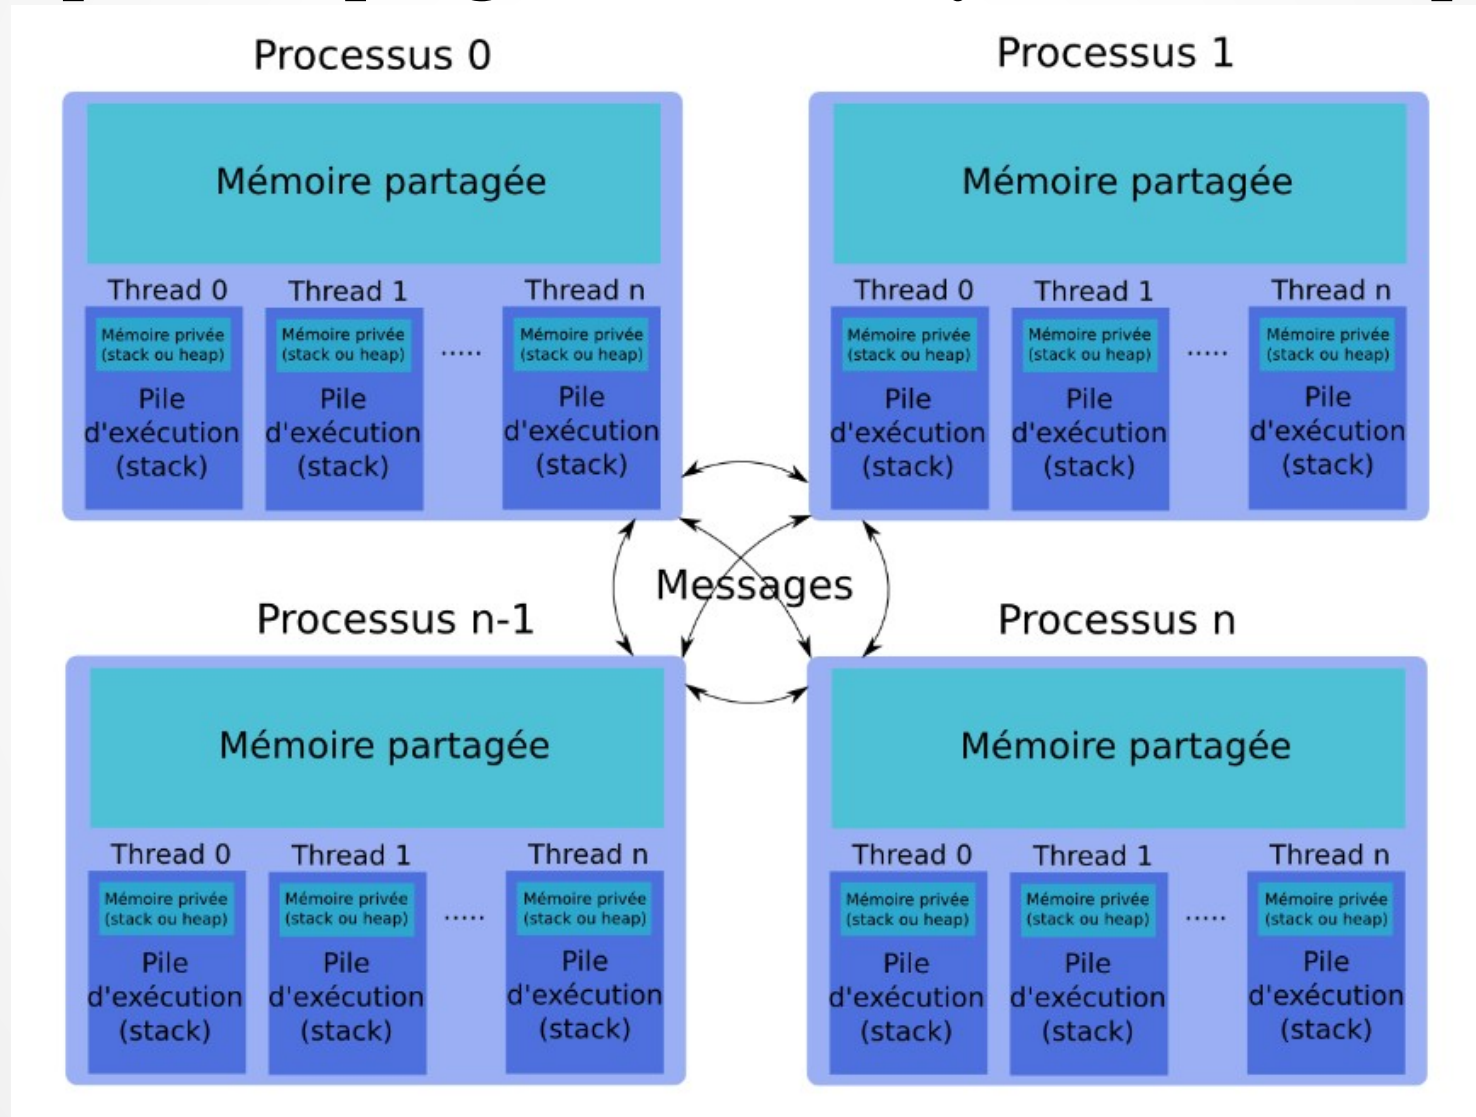 Processus 0
Processus 1
Mémoire partagée
Mémoire partagée
Thread 0
Thread 1
Thread n
Thread 0
Thread 1
Thread n
Mémoire privée
(stack ou heap)
Mémoire privée
(stack ou heap)
.....
Mémoire privée
(stack ou heap)
Mémoire privée
(stack ou heap)
Mémoire privée
(stack ou heap)
.....
Mémoire privée
(stack ou heap)
Pile
d'exécution
(stack)
Pile
d'exécution
(stack)
Pile
d'exécution
(stack)
Pile
d'exécution
(stack)
Pile
d'exécution
(stack)
Pile
d'exécution
(stack)
Messages
Processus n-1
Processus n
Mémoire partagée
Mémoire partagée
Thread 0
Thread 1
Thread n
Thread 0
Thread 1
Thread n
Mémoire privée
(stack ou heap)
Mémoire privée
(stack ou heap)
.....
Mémoire privée
(stack ou heap)
Mémoire privée
(stack ou heap)
Mémoire privée
(stack ou heap)
.....
Mémoire privée
(stack ou heap)
Pile
d'exécution
(stack)
Pile
d'exécution
(stack)
Pile
d'exécution
(stack)
Pile
d'exécution
(stack)
Pile
d'exécution
(stack)
Pile
d'exécution
(stack)